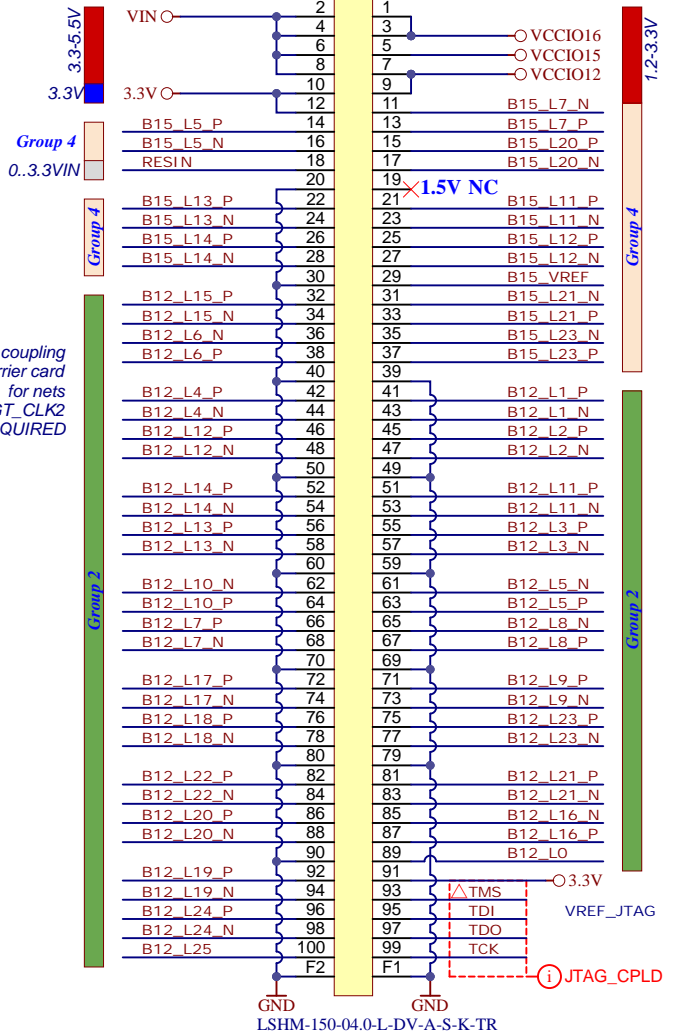 VIN 2 1
4 3 VCCIO16
6 5 VCCIO15
8 7 VCCIO12
3.3-5.5V
1.2-3.3V
3.3V 3.3V 10 9
12 11 B15_L7_N
B15_L5_P 14 13 B15_L7_P
Group 4 B15_L5_N 16 15 B15_L20_P
0..3.3VIN RESIN 18 17 B15_L20_N
20 19 1.5V NC
B15_L13_P 22 21 B15_L11_P
B15_L13_N 24 23 B15_L11_N
Group 4 B15_L14_P 26 25 B15_L12_P Group 4
B15_L14_N 28 27 B15_L12_N
30 29 B15_VREF
B12_L15_P 32 31 B15_L21_N
B12_L15_N 34 33 B15_L21_P
B12_L6_N 36 35 B15_L23_N
coupling B12_L6_P 38 37 B15_L23_P
rier card 40 39
for nets B12_L4_P 42 41 B12_L1_P
GT_CLK2 B12_L4_N 44 43 B12_L1_N
QUIRED B12_L12_P 46 45 B12_L2_P
B12_L12_N 48 47 B12_L2_N
50 49
B12_L14_P 52 51 B12_L11_P
B12_L14_N 54 53 B12_L11_N
B12_L13_P 56 55 B12_L3_P
B12_L13_N 58 57 B12_L3_N
60 59
Group 2 B12_L10_N 62 61 B12_L5_N Group 2
B12_L10_P 64 63 B12_L5_P
B12_L7_P 66 65 B12_L8_N
B12_L7_N 68 67 B12_L8_P
70 69
B12_L17_P 72 71 B12_L9_P
B12_L17_N 74 73 B12_L9_N
B12_L18_P 76 75 B12_L23_P
B12_L18_N 78 77 B12_L23_N
80 79
B12_L22_P 82 81 B12_L21_P
B12_L22_N 84 83 B12_L21_N
B12_L20_P 86 85 B12_L16_N
B12_L20_N 88 87 B12_L16_P
90 89 B12_L0
B12_L19_P 92 91 3.3V
B12_L19_N 94 93 TMS
B12_L24_P 96 95 TDI VREF_JTAG
B12_L24_N 98 97 TDO
B12_L25 100 99 TCK
F2 F1 i JTAG_CPLD
GND GND
LSHM-150-04.0-L-DV-A-S-K-TR